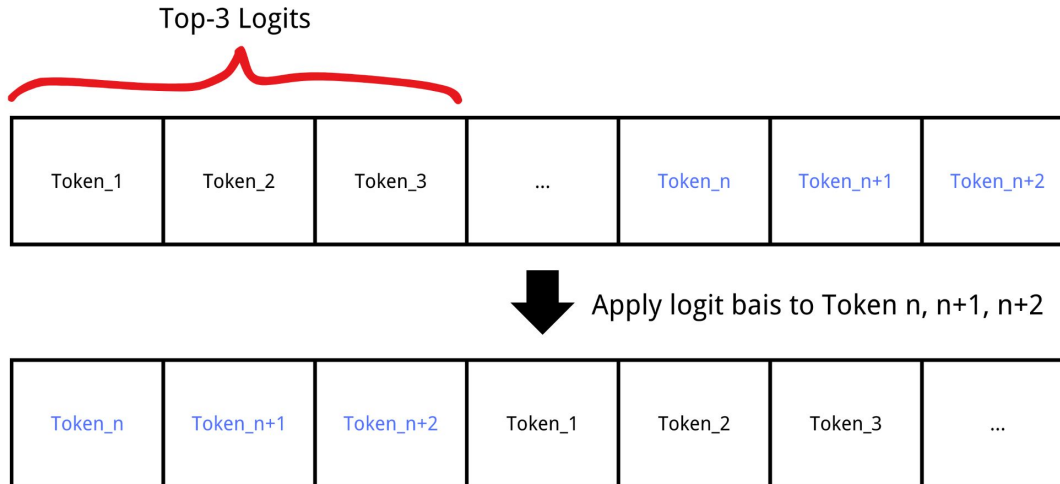 Top-3 Logits
Token_1 Token_2 Token_3 ... Token_n Token_n+1 Token_n+2
Apply logit bais to Token n, n+1, n+2
Token_n Token_n+1 Token_n+2 Token_1 Token_2 Token_3 ...